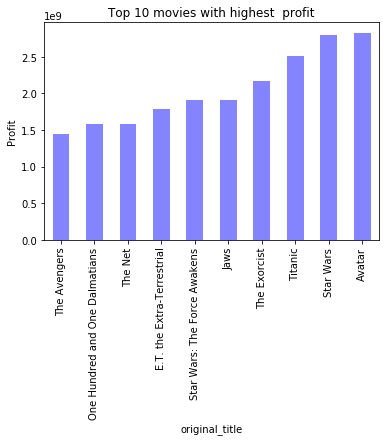 Top 10 movies with highest  profit
1e9
2.5
2.0
1.5
1.0
0.5
0.0
Profit
The Avengers
One Hundred and One Dalmatians
The Net
E.T. the Extra-Terrestrial
Star Wars: The Force Awakens
Jaws
The Exorcist
Titanic
Star Wars
Avatar
original_title